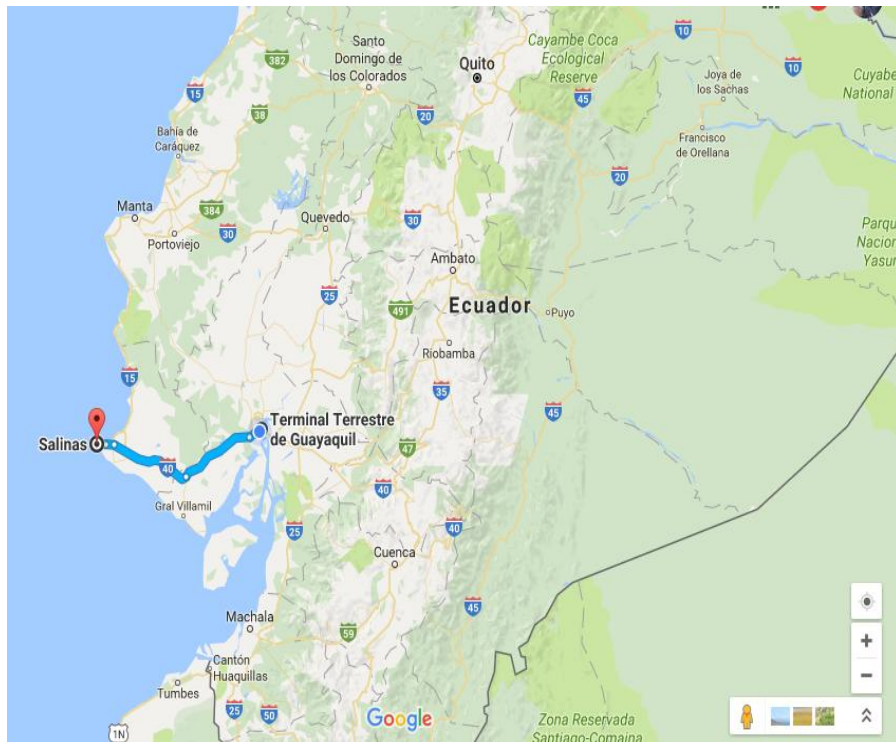 10
382
Santo
Domingo de
los Colorados
Cayambe Coca
Ecological
Reserve
Quito
10
Joya de
los Sachas
Cuyabe
National
15
45
38
20
Bahía de
Caráquez
Francisco
de Orellana
20
Manta
384
Quevedo
30
Portoviejo
30
Parqu
Nacion
Yasu
Ambato
25
Ecuador
491
Puyo
Riobamba
15
35
45
Terminal Terrestre
de Guayaquil
Salinas
47
40
40
Gral Villamil
25
40
Cuenca
45
Machala
59
Cantón
Huaquillas
Tumbes
25
50
Google
1N
Zona Reservada
Santiago-Comaina